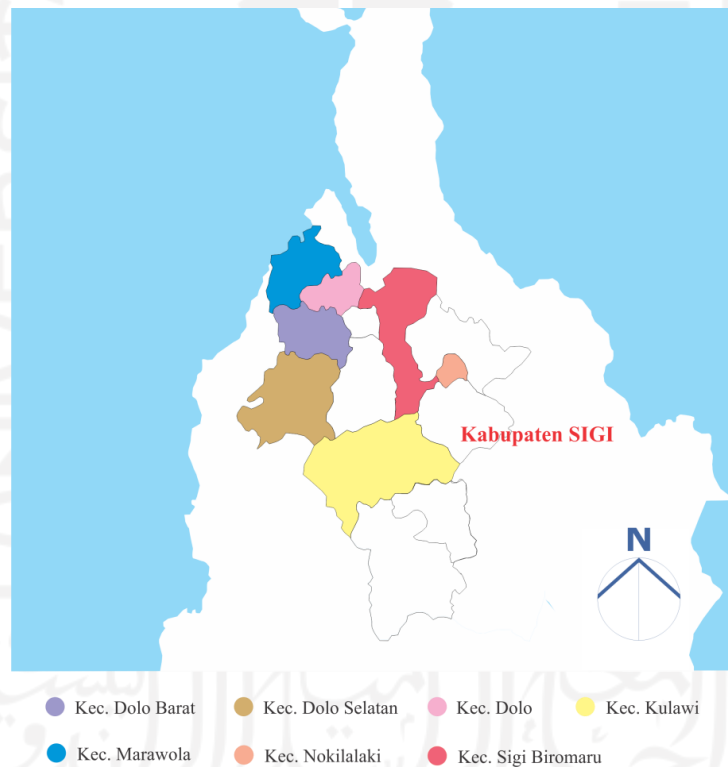 Kabupaten SIGI
N
Kec. Dolo Barat
Kec. Dolo Selatan
Kec. Dolo
Kec. Kulawi
Kec. Marawola
Kec. Nokilalaki
Kec. Sigi Biromaru